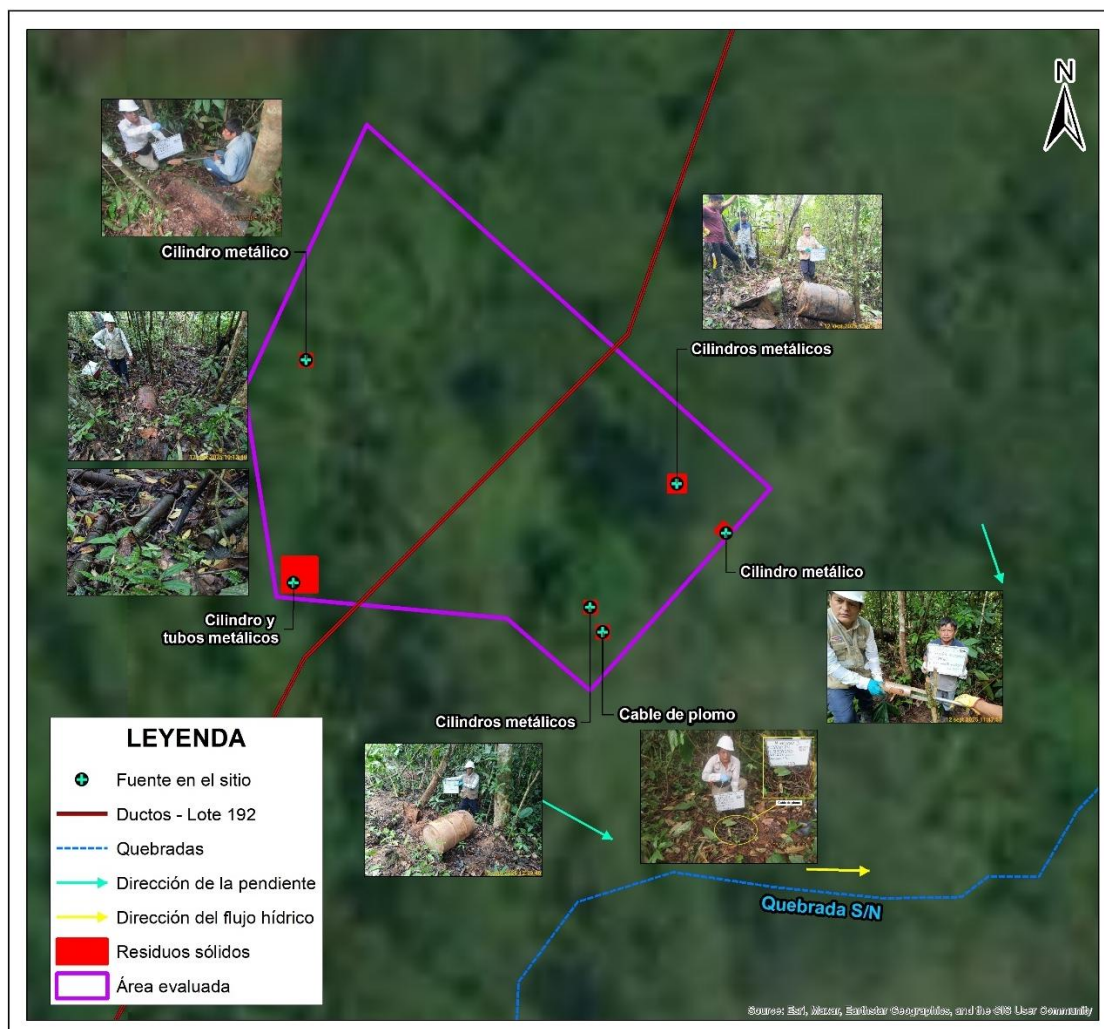 N
Cilindro metálico
Cilindros metálicos
Cilindro metálico
Cilindro y
tubos metálicos
Cilindros metálicos
Cable de plomo
Quebrada S/N
LEYENDA
Fuente en el sitio
Ductos - Lote 192
Quebradas
Dirección de la pendiente
Dirección del flujo hídrico
Residuos sólidos
Área evaluada
Source: Esri, Maxar, Earthstar Geographics, and the GIS User Community